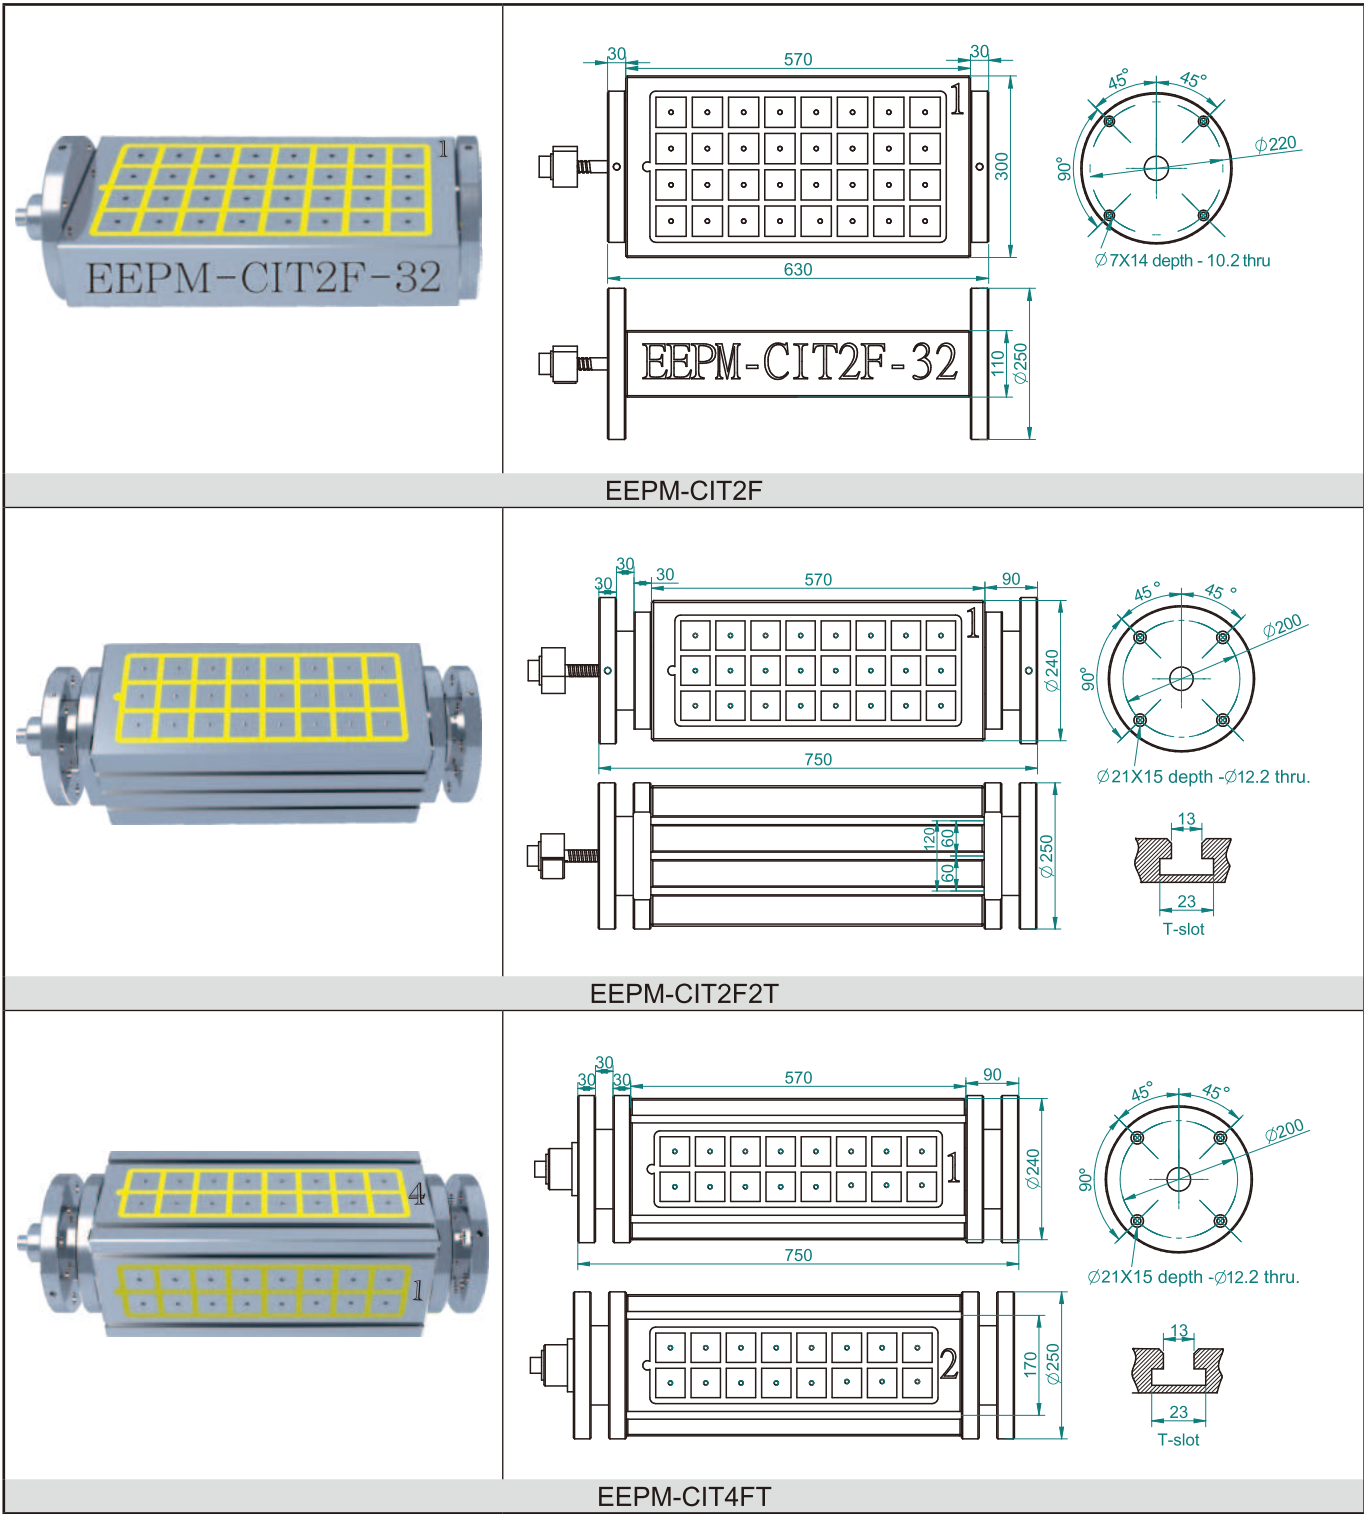 1
EEPM-CIT2F-32
30
570
30
1
300
630
EEPM-CIT2F-32
110
Ø250
45°
45°
90°
Ø220
Ø7X14 depth - 10.2 thru
EEPM-CIT2F
30
30
30
570
90
1
Ø240
750
120
60
60
Ø250
45°
45°
90°
Ø200
Ø21X15 depth -Ø12.2 thru.
13
23
T-slot
EEPM-CIT2F2T
4
1
30
30
30
570
90
1
Ø240
750
2
170
Ø250
45°
45°
90°
Ø200
Ø21X15 depth -Ø12.2 thru.
13
23
T-slot
EEPM-CIT4FT